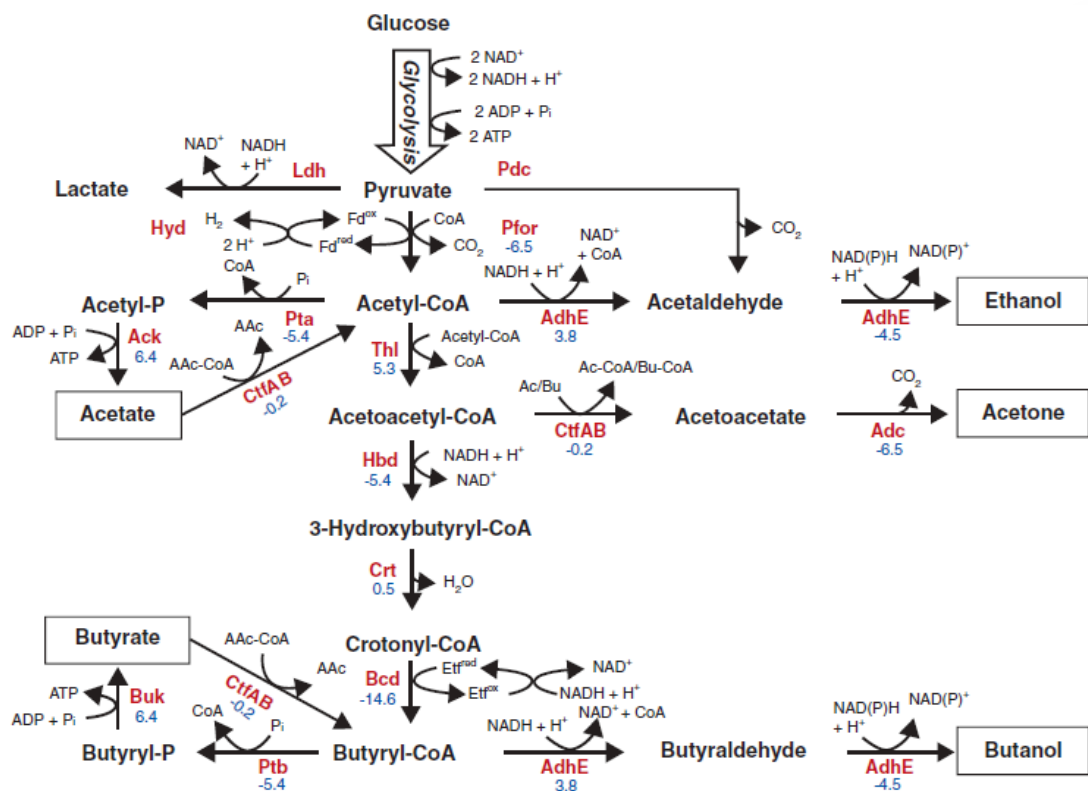 Glucose
Glycolysis
2 NAD⁺
2 NADH + H⁺
2 ADP + Pᵢ
2 ATP
NAD⁺
NADH
+ H⁺
Ldh
Lactate
Pyruvate
Pdc
Hyd
H₂
2 H⁺
Fdᵒˣ
Fdʳᵉᵈ
CoA
CO₂
Pfor
-6.5
CO₂
CoA
Pᵢ
NADH + H⁺
NAD⁺
+ CoA
NAD(P)H
+ H⁺
NAD(P)⁺
Acetyl-P
Pta
-5.4
Acetyl-CoA
AdhE
3.8
Acetaldehyde
AdhE
-4.5
Ethanol
ADP + Pᵢ
ATP
Ack
6.4
AAc-CoA
AAc
CtfAB
-0.2
Thl
5.3
Acetyl-CoA
CoA
Acetate
Ac/Bu
Ac-CoA/Bu-CoA
CO₂
Acetoacetyl-CoA
CtfAB
-0.2
Acetoacetate
Adc
-6.5
Acetone
Hbd
-5.4
NADH + H⁺
NAD⁺
3-Hydroxybutyryl-CoA
Crt
0.5
H₂O
Butyrate
AAc-CoA
AAc
CtfAB
-0.2
Crotonyl-CoA
Bcd
-14.6
Etfʳᵉᵈ
Etfᵒˣ
NAD⁺
NADH + H⁺
ATP
ADP + Pᵢ
Buk
6.4
CoA
Pᵢ
NADH + H⁺
NAD⁺ + CoA
NAD(P)H
+ H⁺
NAD(P)⁺
Butyryl-P
Ptb
-5.4
Butyryl-CoA
AdhE
3.8
Butyraldehyde
AdhE
-4.5
Butanol